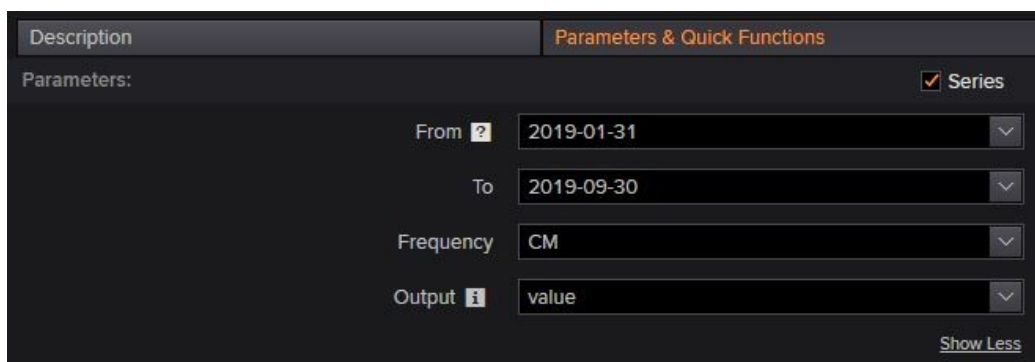 Description Parameters & Quick Functions
Parameters: Series
From ? 2019-01-31
To 2019-09-30
Frequency CM
Output i value
Show Less